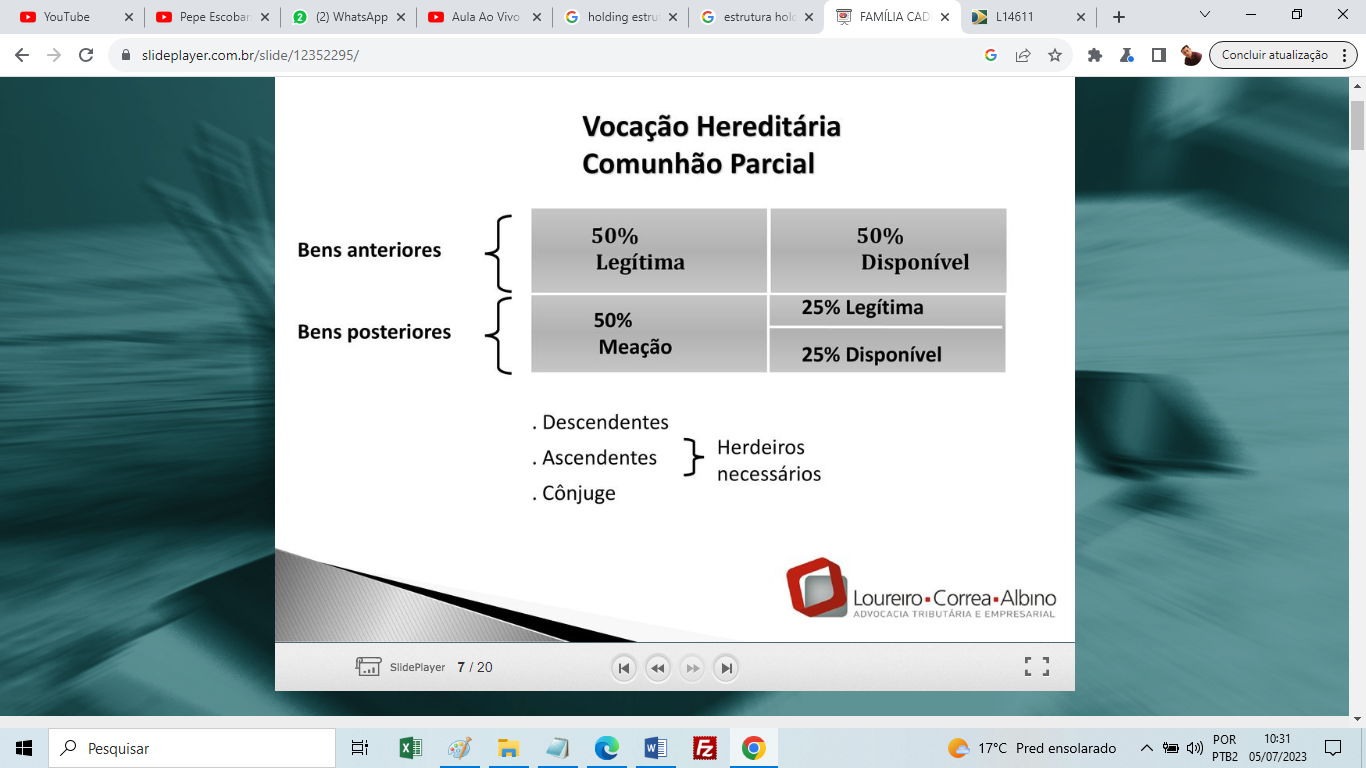 YouTube
Pepe Escobar
(2) WhatsApp
Aula Ao Vivo
holding estru
estrutura hol
FAMÍLIA CAD
L14611
slideplayer.com.br/slide/12352295/
Concluir atualização
Vocação Hereditária
Comunhão Parcial
Bens anteriores
50%
Legítima
50%
Disponível
Bens posteriores
50%
Meação
25% Legítima
25% Disponível
. Descendentes
. Ascendentes
. Cônjuge
Herdeiros
necessários
Loureiro▪Correa▪Albino
ADVOCACIA TRIBUTÁRIA E EMPRESARIAL
SlidePlayer 7 / 20
Pesquisar
17°C Pred ensolarado
POR
PTB2
10:31
05/07/2023